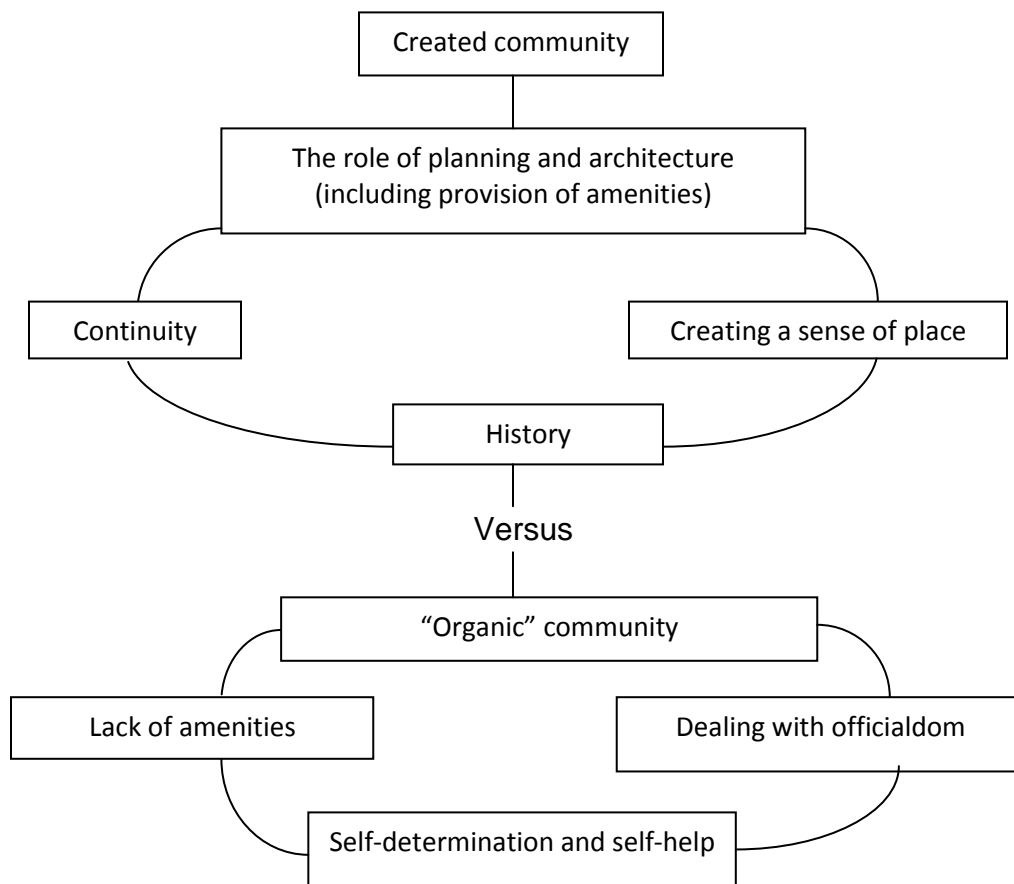 Created community
The role of planning and architecture
(including provision of amenities)
Continuity
Creating a sense of place
History
Versus
“Organic” community
Lack of amenities
Dealing with officialdom
Self-determination and self-help